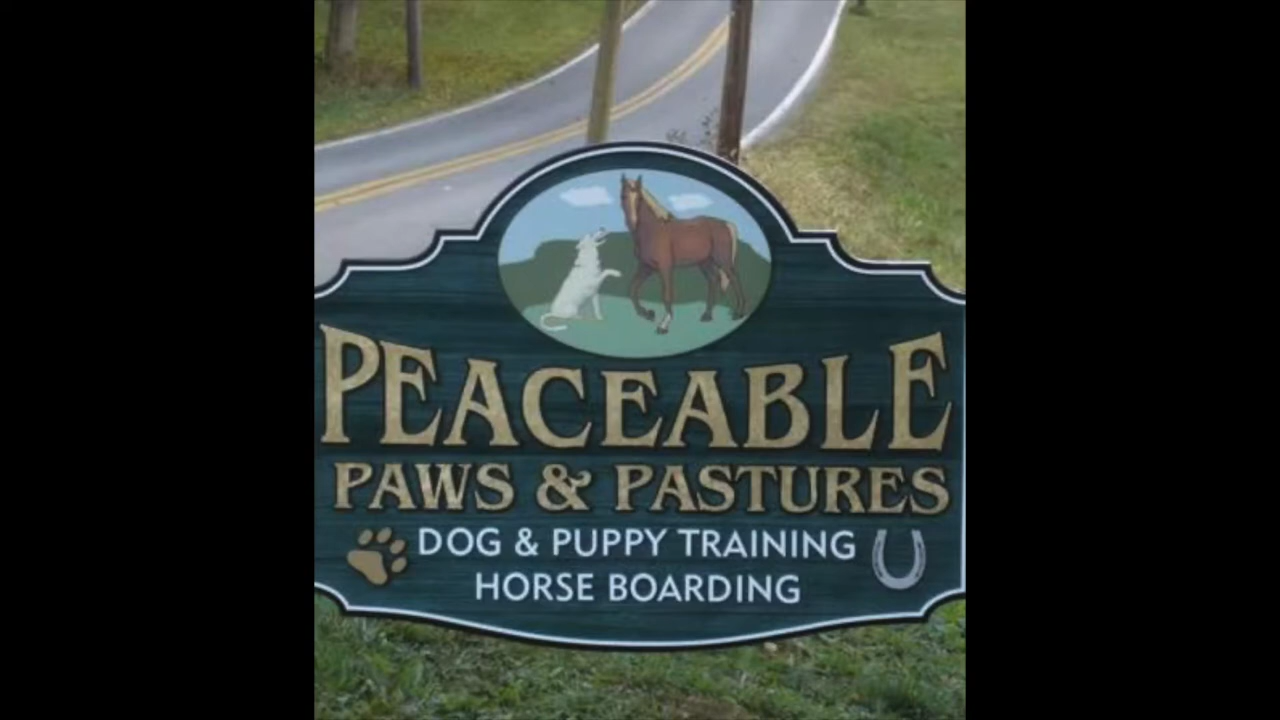 PEACEABLE
PAWS & PASTURES
DOG & PUPPY TRAINING
HORSE BOARDING